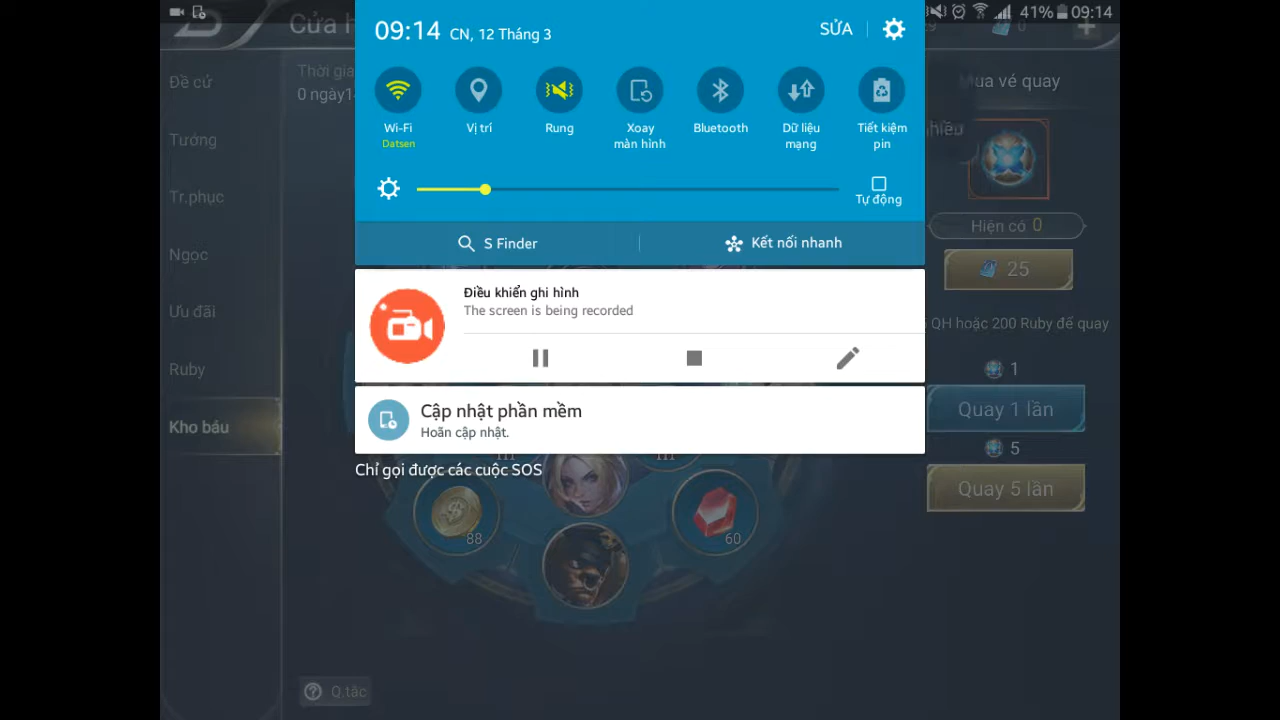 09:14 CN, 12 Tháng 3
SỬA
41% 09:14
Cửa h
0
Đề cử
Tướng
Tr.phục
Ngọc
Ưu đãi
Ruby
Kho báu
Thời gia
0 ngày1
Wi-Fi
Datsen
Vị trí
Rung
Xoay
màn hình
Bluetooth
Dữ liệu
mạng
Tiết kiệm
pin
Tự động
S Finder
Kết nối nhanh
Điều khiển ghi hình
The screen is being recorded
Cập nhật phần mềm
Hoãn cập nhật.
Chỉ gọi được các cuộc SOS
88
60
Q.tắc
ua vé quay
hiều
Hiện có 0
25
QH hoặc 200 Ruby để quay
1
Quay 1 lần
5
Quay 5 lần